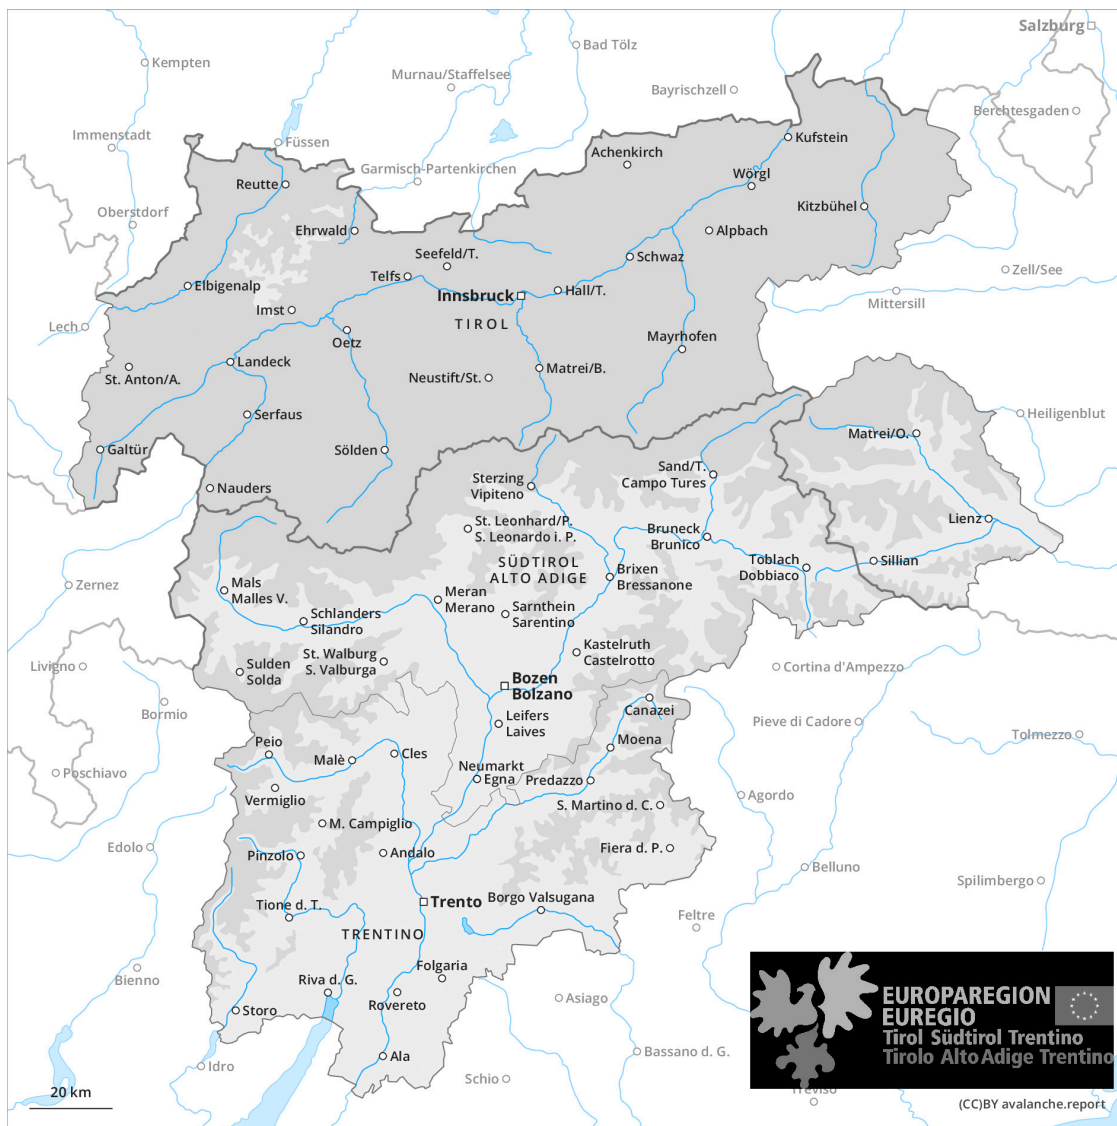 Salzburg
Bad Tölz
Kempten
Murnau/Staffelsee
Bayrischzell
Berchtesgaden
Immenstadt
Füssen
Kufstein
Achenkirch
Garmisch-Partenkirchen
Wörgl
Reutte
Kitzbühel
Oberstdorf
Ehrwald
Alpbach
Seefeld/T.
Schwaz
Zell/See
Telfs
Elbigenalp
Innsbruck
Hall/T.
Mittersill
Imst
TIROL
Lech
Oetz
Mayrhofen
Landeck
Matrei/B.
St. Anton/A.
Neustift/St.
Serfaus
Heiligenblut
Matrei/O.
Galtür
Sölden
Sand/T.
Campo Tures
Sterzing
Vipiteno
Nauders
Lienz
St. Leonhard/P.
S. Leonardo i. P.
Bruneck
Brunico
SÜDTIROL
ALTO ADIGE
Toblach
Dobbiaco
Sillian
Brixen
Bressanone
Zernez
Mals
Malles V.
Meran
Merano
Sarnthein
Sarentino
Schlanders
Silandro
Kastelruth
Castelrotto
St. Walburg
S. Valburga
Livigno
Sulden
Solda
Cortina d'Ampezzo
Bozen
Bolzano
Canazei
Bormio
Leifers
Laives
Pieve di Cadore
Tolmezzo
Peio
Moena
Malè
Cles
Neumarkt
Egna
Poschiavo
Predazzo
Vermiglio
S. Martino d. C.
Agordo
M. Campiglio
Edolo
Pinzolo
Andalo
Fiera d. P.
Belluno
Spilimbergo
Trento
Borgo Valsugana
Tione d. T.
Feltre
TRENTINO
Folgaria
Bienno
Riva d. G.
Rovereto
Asiago
Storo
EUROPAREGION
EUREGIO
Tirol Südtirol Trentino
Tirolo Alto Adige Trentino
Ala
Bassano d. G.
Idro
Schio
20 km
Treviso
(CC)BY avalanche.report